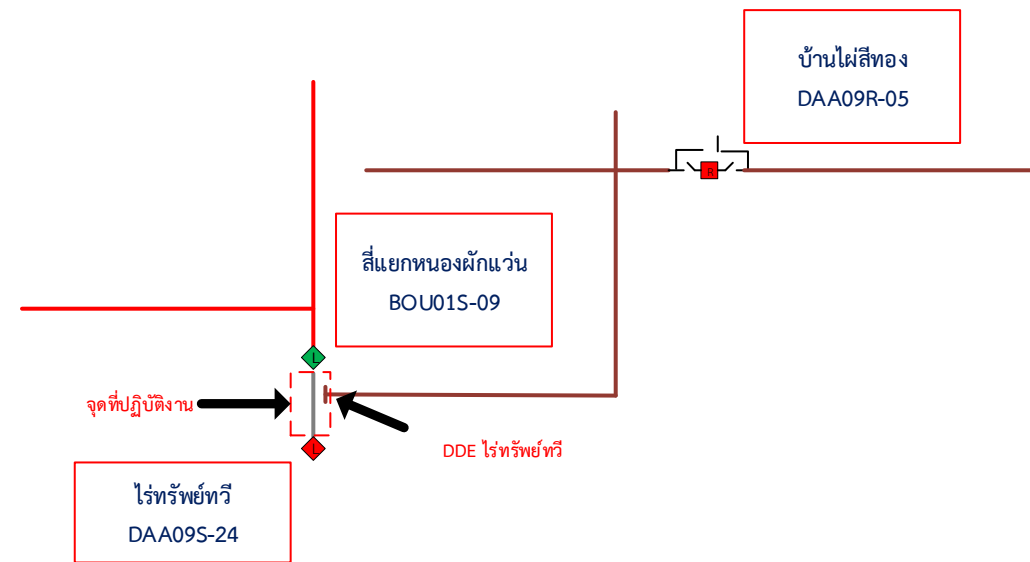 บ้านไผ่สีทอง
DAA09R-05
R
สี่แยกหนองผักแว่น
BOU01S-09
L
จุดที่ปฏิบัติงาน
L
DDE ไร่ทรัพย์ทวี
ไร่ทรัพย์ทวี
DAA09S-24